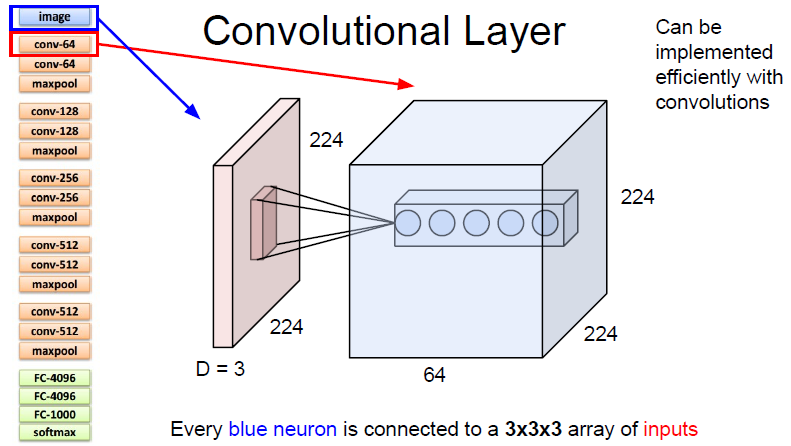 Convolutional Layer
image
conv-64
conv-64
maxpool
conv-128
conv-128
maxpool
conv-256
conv-256
maxpool
conv-512
conv-512
maxpool
conv-512
conv-512
maxpool
FC-4096
FC-4096
FC-1000
softmax
Can be
implemented
efficiently with
convolutions
224
224
D = 3
224
224
64
Every blue neuron is connected to a 3x3x3 array of inputs